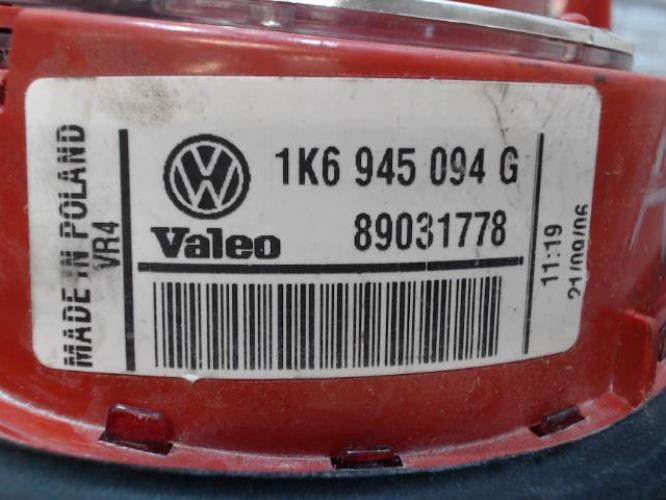 MADE IN POLAND
VR4
1K6 945 094 G
Valeo 89031778
11:19
21/09/06